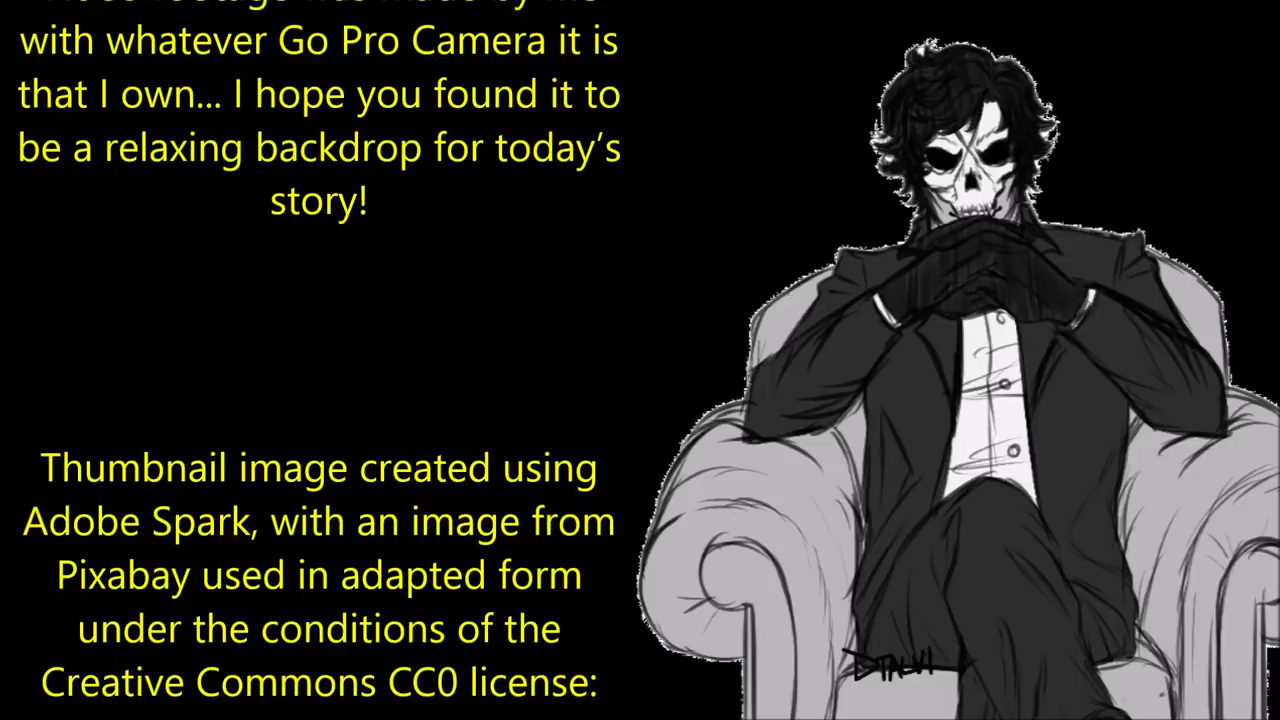 with whatever Go Pro Camera it is
that I own... I hope you found it to
be a relaxing backdrop for today's
story!
Thumbnail image created using
Adobe Spark, with an image from
Pixabay used in adapted form
under the conditions of the
Creative Commons CC0 license:
DTALVI